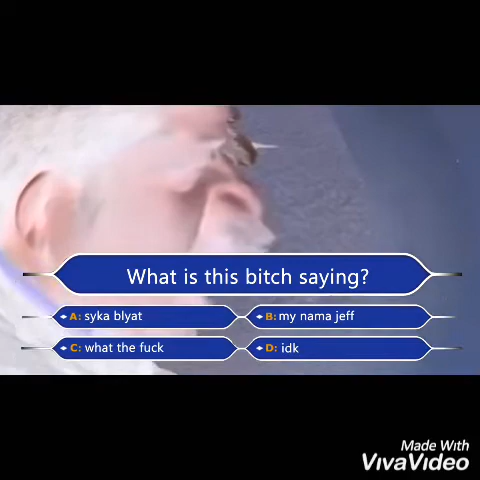 What is this bitch saying?
A: syka blyat
B: my nama jeff
C: what the fuck
D: idk
Made With
VivaVideo